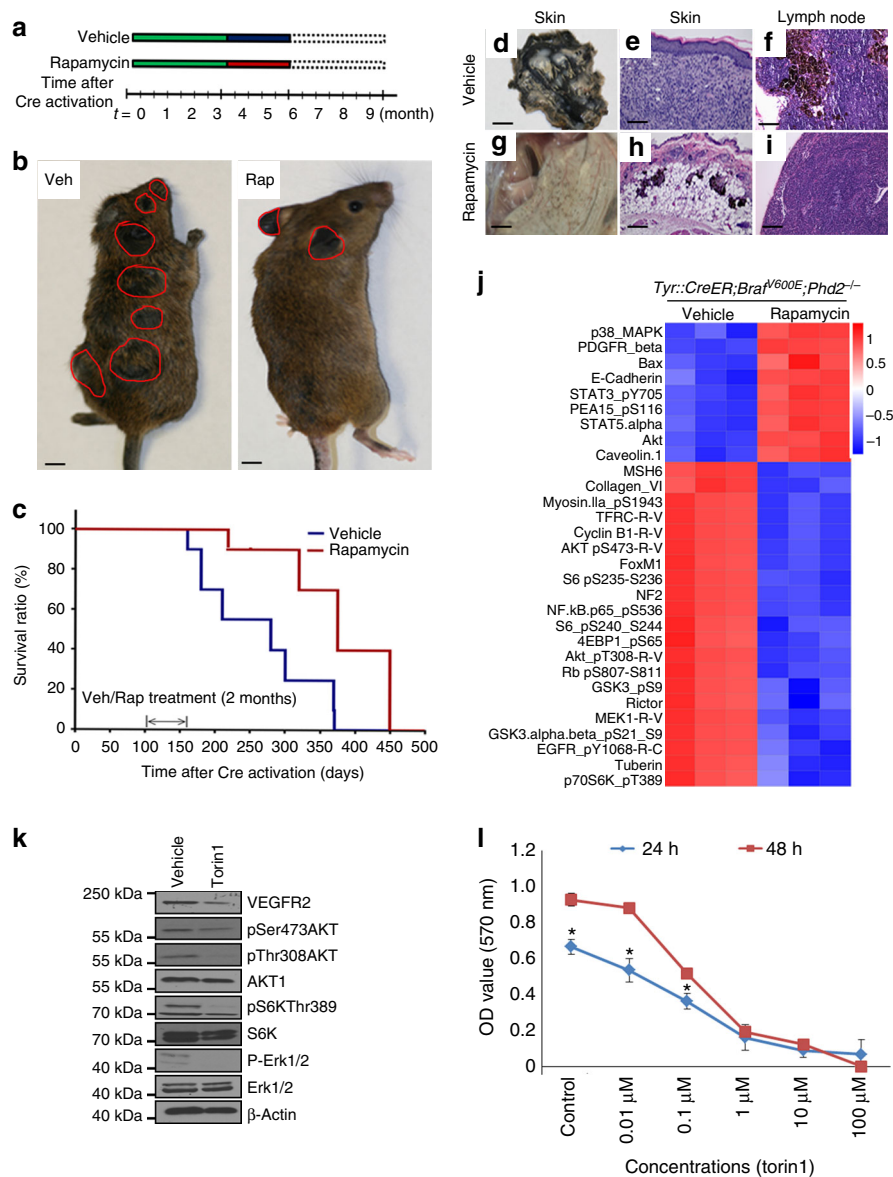 a
Vehicle
Rapamycin
Time after
Cre activation
t = 0 1 2 3 4 5 6 7 8 9 (month)
b
Veh
Rap
c
100
80
60
40
20
0
Survival ratio (%)
Vehicle
Rapamycin
Veh/Rap treatment (2 months)
0 50 100 150 200 250 300 350 400 450 500
Time after Cre activation (days)
Skin Skin Lymph node
Vehicle
d e f
Rapamycin
g h i
j
Tyr::CreER;Braf^V600E;Phd2^–/–
Vehicle Rapamycin
p38_MAPK
PDGFR_beta
Bax
E-Cadherin
STAT3_pY705
PEA15_pS116
STAT5.alpha
Akt
Caveolin.1
MSH6
Collagen_VI
Myosin.lla_pS1943
TFRC-R-V
Cyclin B1-R-V
AKT pS473-R-V
FoxM1
S6 pS235-S236
NF2
NF.kB.p65_pS536
S6_pS240_S244
4EBP1_pS65
Akt_pT308-R-V
Rb pS807-S811
GSK3_pS9
Rictor
MEK1-R-V
GSK3.alpha.beta_pS21_S9
EGFR_pY1068-R-C
Tuberin
p70S6K_pT389
1
0.5
0
–0.5
–1
k
Vehicle
Torin1
250 kDa
VEGFR2
55 kDa
pSer473AKT
55 kDa
pThr308AKT
55 kDa
AKT1
70 kDa
pS6KThr389
70 kDa
S6K
40 kDa
P-Erk1/2
40 kDa
Erk1/2
40 kDa
β-Actin
l
24 h 48 h
1.2
1.0
0.8
0.6
0.4
0.2
0
OD value (570 nm)
*
*
*
Control
0.01 µM
0.1 µM
1 µM
10 µM
100 µM
Concentrations (torin1)